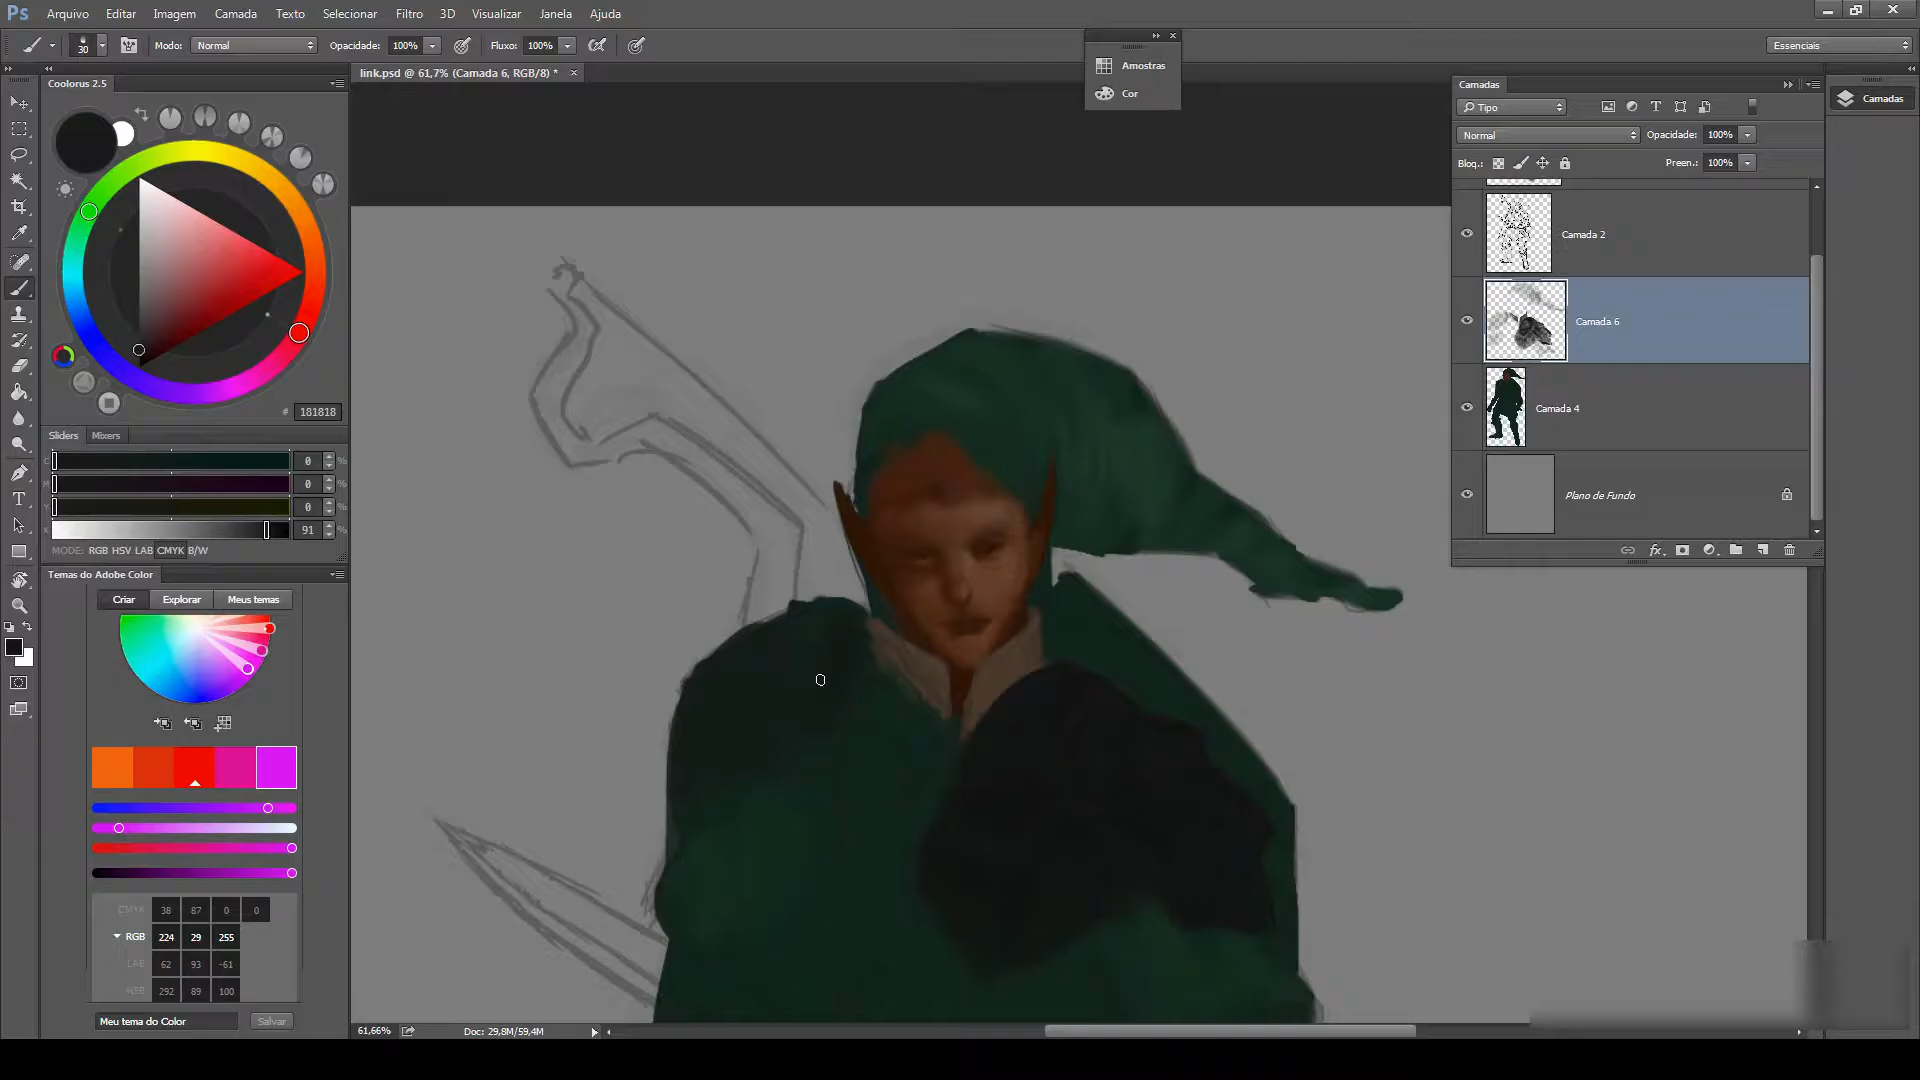 Ps Arquivo Editar Imagem Camada Texto Selecionar Filtro 3D Visualizar Janela Ajuda
30 Modo: Normal Opacidade: 100% Fluxo: 100% Essenciais
link.psd @ 61,7% (Camada 6, RGB/8) * ×
Amostras
Cor
Coolorus 2.5
# 181818
Sliders Mixers
C 0 %
M 0 %
Y 0 %
K 91 %
MODE: RGB HSV LAB CMYK B/W
Temas do Adobe Color
Criar Explorar Meus temas
CMYK 38 87 0 0
RGB 224 29 255
LAB 62 93 -61
HSB 292 89 100
Meu tema do Color Salvar
61,66% Doc: 29,8M/59,4M
Camadas
Tipo
Normal Opacidade: 100%
Bloq.: Preen.: 100%
Camada 2
Camada 6
Camada 4
Plano de Fundo
fx
Camadas